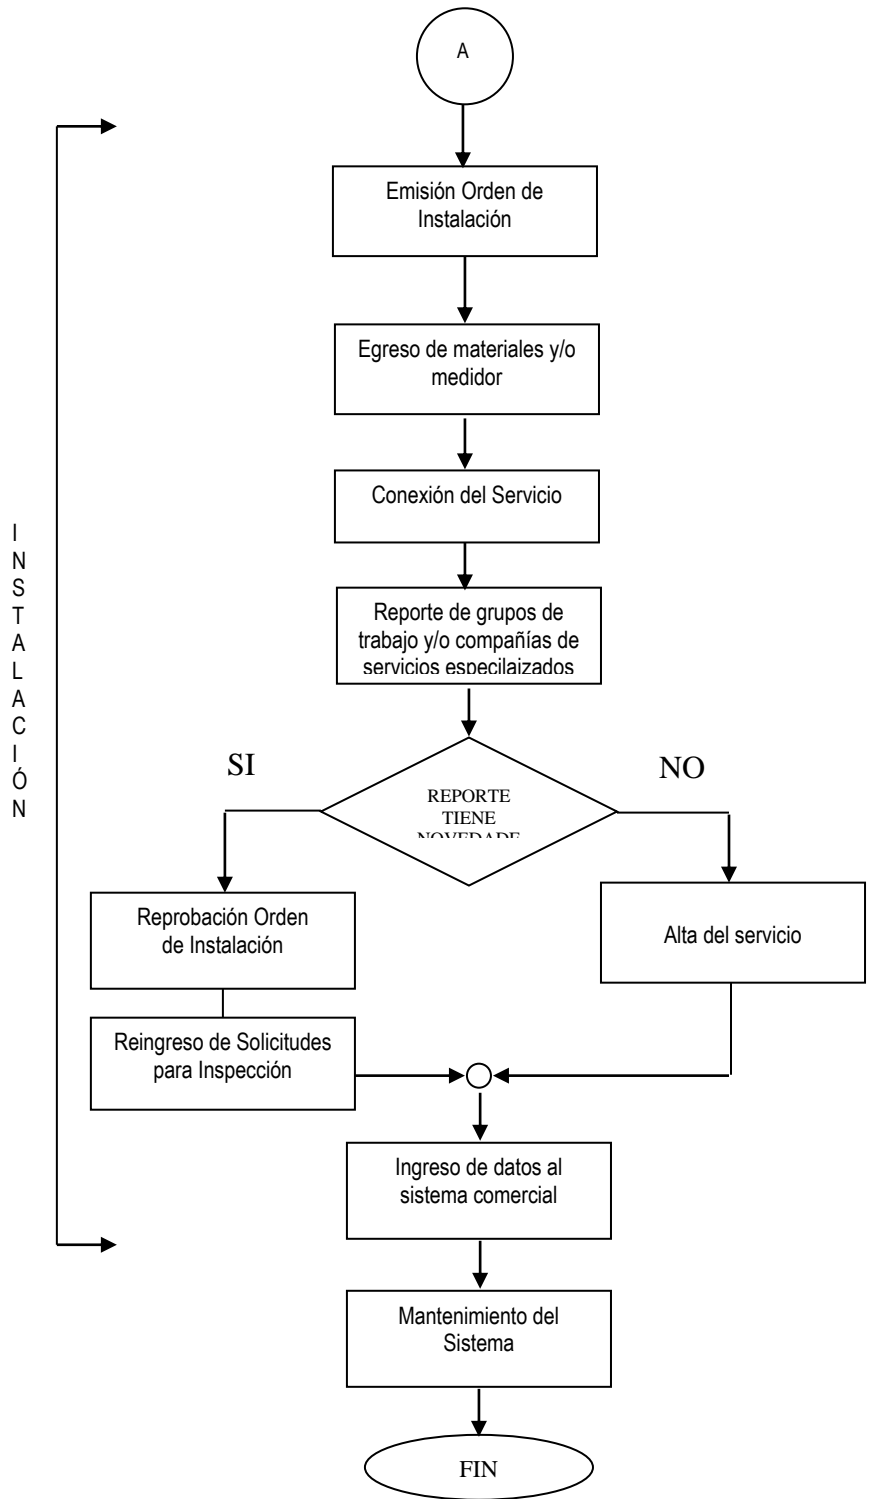 A
Emisión Orden de
Instalación
Egreso de materiales y/o
medidor
Conexión del Servicio
Reporte de grupos de
trabajo y/o compañías de
servicios especilaizados
INSTALACIÓN
SI
NO
REPORTE
TIENE
NOVEDADE
Reprobación Orden
de Instalación
Alta del servicio
Reingreso de Solicitudes
para Inspección
Ingreso de datos al
sistema comercial
Mantenimiento del
Sistema
FIN